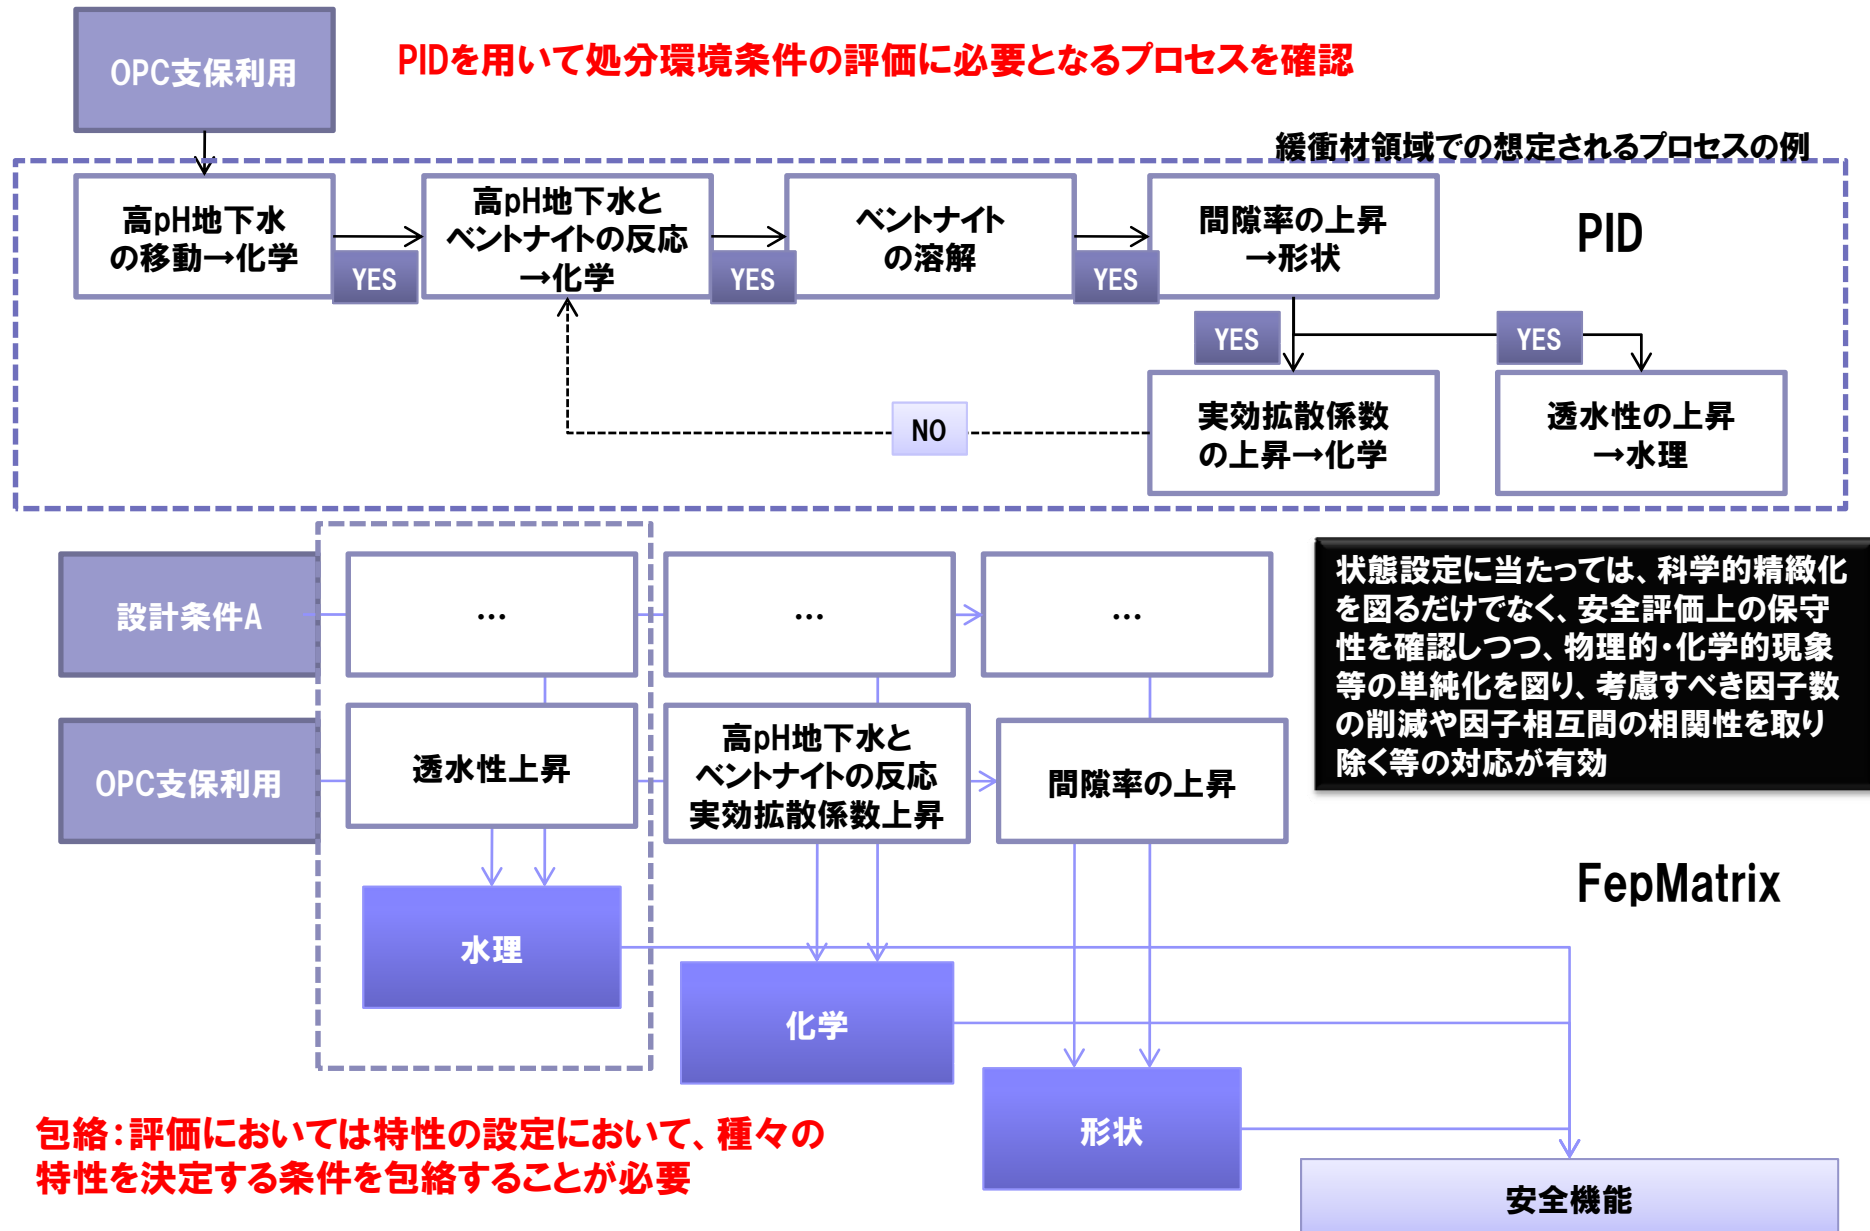 OPC支保利用
PIDを用いて処分環境条件の評価に必要となるプロセスを確認
緩衝材領域での想定されるプロセスの例
高pH地下水
の移動→化学
YES
高pH地下水と
ベントナイトの反応
→化学
YES
ベントナイト
の溶解
YES
間隙率の上昇
→形状
PID
YES
YES
実効拡散係数
の上昇→化学
透水性の上昇
→水理
NO
設計条件A
…
…
…
状態設定に当たっては、科学的精緻化
を図るだけでなく、安全評価上の保守
性を確認しつつ、物理的・化学的現象
等の単純化を図り、考慮すべき因子数
の削減や因子相互間の相関性を取り
除く等の対応が有効
OPC支保利用
透水性上昇
高pH地下水と
ベントナイトの反応
実効拡散係数上昇
間隙率の上昇
FepMatrix
水理
化学
形状
包絡：評価においては特性の設定において、種々の
特性を決定する条件を包絡することが必要
安全機能